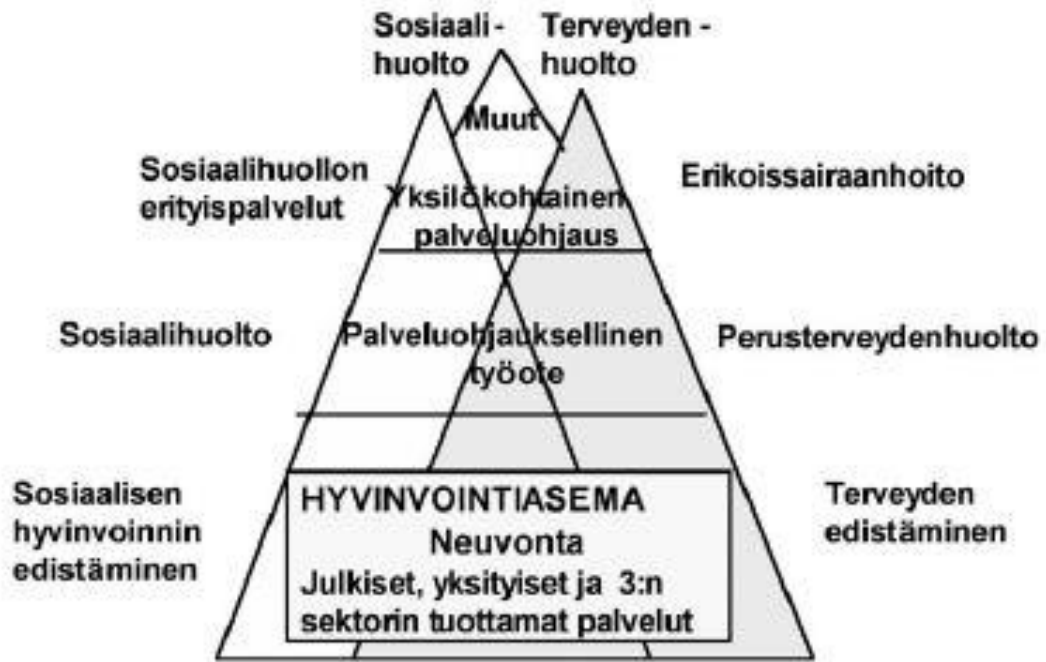 Sosiaali-
huolto
Terveyden -
huolto
Muut
Sosiaalihuollon
erityispalvelut
Yksilökohtainen
palveluohjaus
Erikoissairaanhoito
Sosiaalihuolto
Palveluohjauksellinen
työote
Perusterveydenhuolto
Sosiaalisen
hyvinvoinnin
edistäminen
HYVINVOINTIASEMA
Neuvonta
Julkiset, yksityiset ja 3:n
sektorin tuottamat palvelut
Terveyden
edistäminen